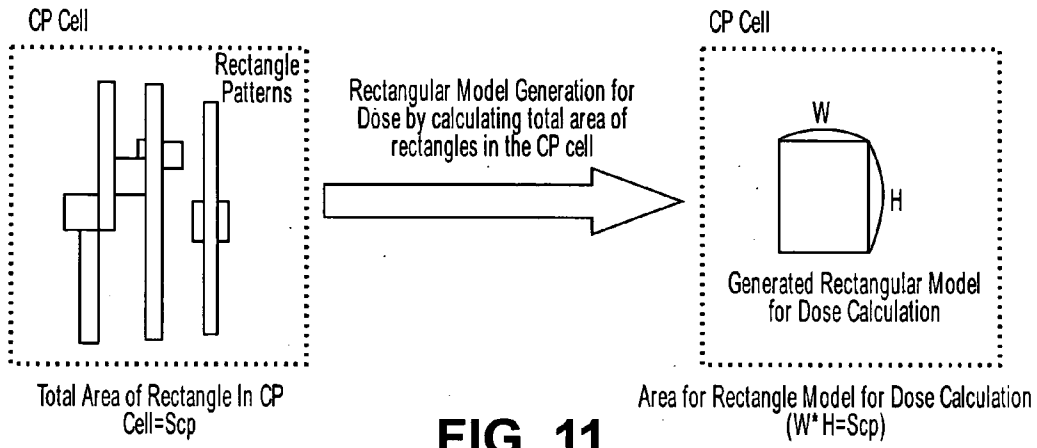 CP Cell
Rectangle
Patterns
Total Area of Rectangle In CP
Cell=Scp
Rectangular Model Generation for
Dose by calculating total area of
rectangles in the CP cell
CP Cell
W
H
Generated Rectangular Model
for Dose Calculation
Area for Rectangle Model for Dose Calculation
(W*H=Scp)
FIG. 11